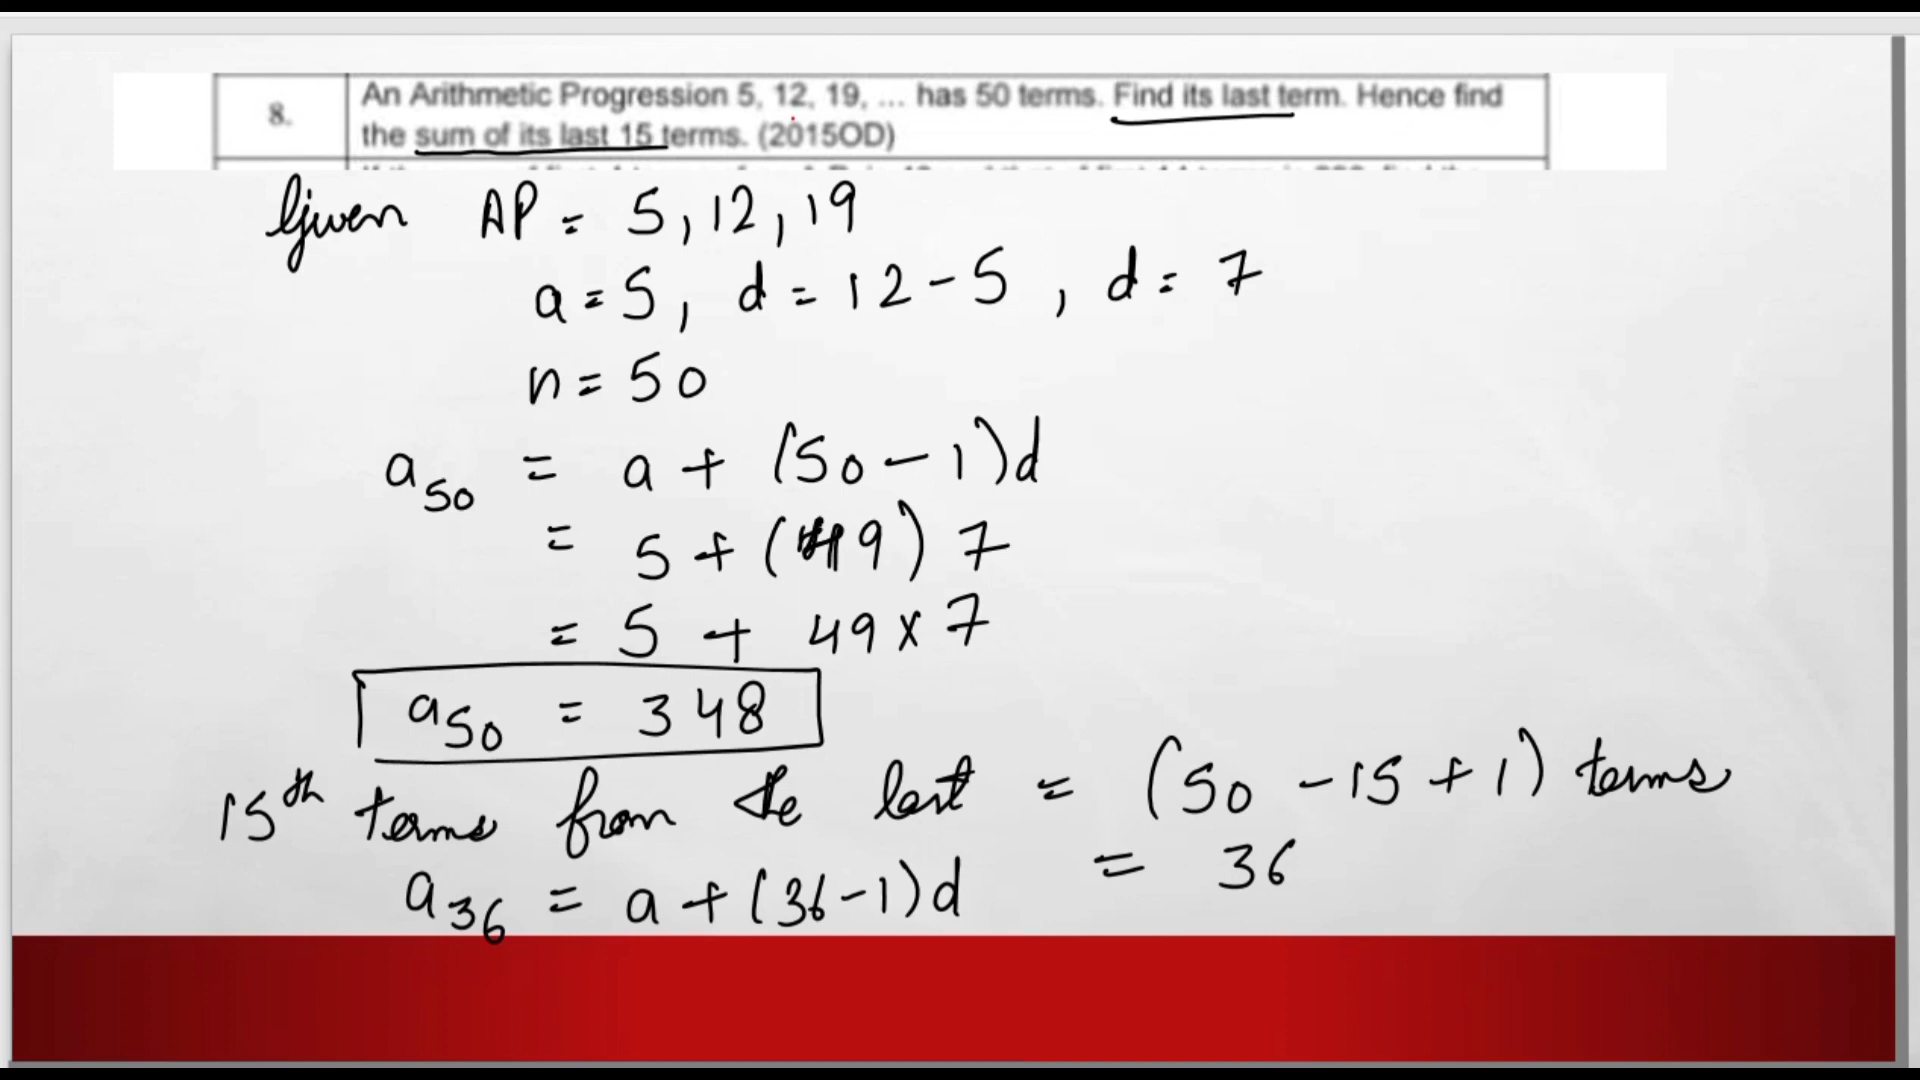 8.
An Arithmetic Progression 5, 12, 19, ... has 50 terms. Find its last term. Hence find
the sum of its last 15 terms. (2015OD)
Given AP = 5, 12, 19
a = 5, d = 12 - 5 , d = 7
n = 50
a50 = a + (50 - 1)d
= 5 + (49) 7
= 5 + 49 x 7
a50 = 348
15th terms from the last = (50 - 15 + 1) terms
= 36
a36 = a + (36-1)d